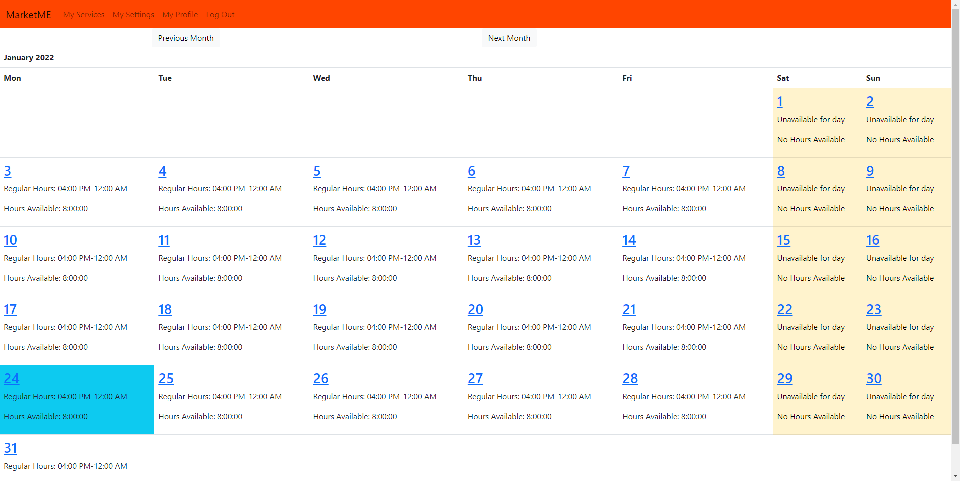 MarketME My Services My Settings My Profile Log Out
Previous Month Next Month
January 2022
Mon Tue Wed Thu Fri Sat Sun
1 2
Unavailable for day Unavailable for day
No Hours Available No Hours Available
3 4 5 6 7 8 9
Regular Hours: 04:00 PM-12:00 AM Regular Hours: 04:00 PM-12:00 AM Regular Hours: 04:00 PM-12:00 AM Regular Hours: 04:00 PM-12:00 AM Regular Hours: 04:00 PM-12:00 AM Unavailable for day Unavailable for day
Hours Available: 8:00:00 Hours Available: 8:00:00 Hours Available: 8:00:00 Hours Available: 8:00:00 Hours Available: 8:00:00 No Hours Available No Hours Available
10 11 12 13 14 15 16
Regular Hours: 04:00 PM-12:00 AM Regular Hours: 04:00 PM-12:00 AM Regular Hours: 04:00 PM-12:00 AM Regular Hours: 04:00 PM-12:00 AM Regular Hours: 04:00 PM-12:00 AM Unavailable for day Unavailable for day
Hours Available: 8:00:00 Hours Available: 8:00:00 Hours Available: 8:00:00 Hours Available: 8:00:00 Hours Available: 8:00:00 No Hours Available No Hours Available
17 18 19 20 21 22 23
Regular Hours: 04:00 PM-12:00 AM Regular Hours: 04:00 PM-12:00 AM Regular Hours: 04:00 PM-12:00 AM Regular Hours: 04:00 PM-12:00 AM Regular Hours: 04:00 PM-12:00 AM Unavailable for day Unavailable for day
Hours Available: 8:00:00 Hours Available: 8:00:00 Hours Available: 8:00:00 Hours Available: 8:00:00 Hours Available: 8:00:00 No Hours Available No Hours Available
24 25 26 27 28 29 30
Regular Hours: 04:00 PM-12:00 AM Regular Hours: 04:00 PM-12:00 AM Regular Hours: 04:00 PM-12:00 AM Regular Hours: 04:00 PM-12:00 AM Regular Hours: 04:00 PM-12:00 AM Unavailable for day Unavailable for day
Hours Available: 8:00:00 Hours Available: 8:00:00 Hours Available: 8:00:00 Hours Available: 8:00:00 Hours Available: 8:00:00 No Hours Available No Hours Available
31
Regular Hours: 04:00 PM-12:00 AM